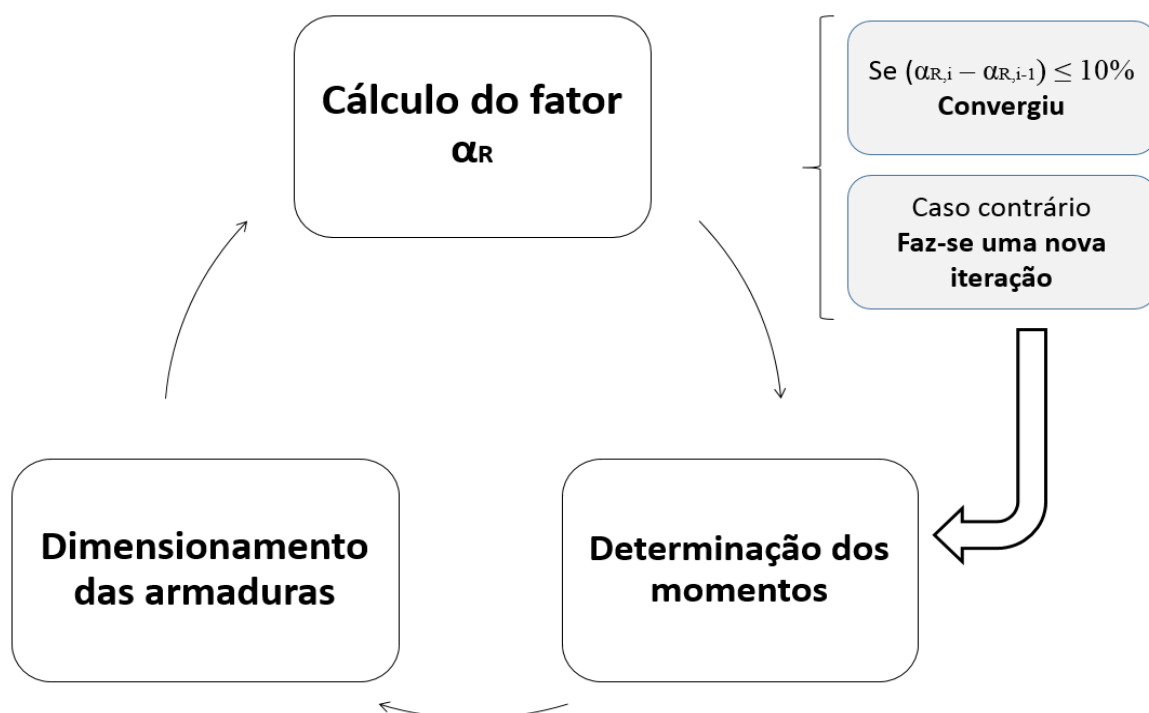 Cálculo do fator
αR
Se (αR,i – αR,i-1) ≤ 10%
Convergiu
Caso contrário
Faz-se uma nova
iteração
Dimensionamento
das armaduras
Determinação dos
momentos